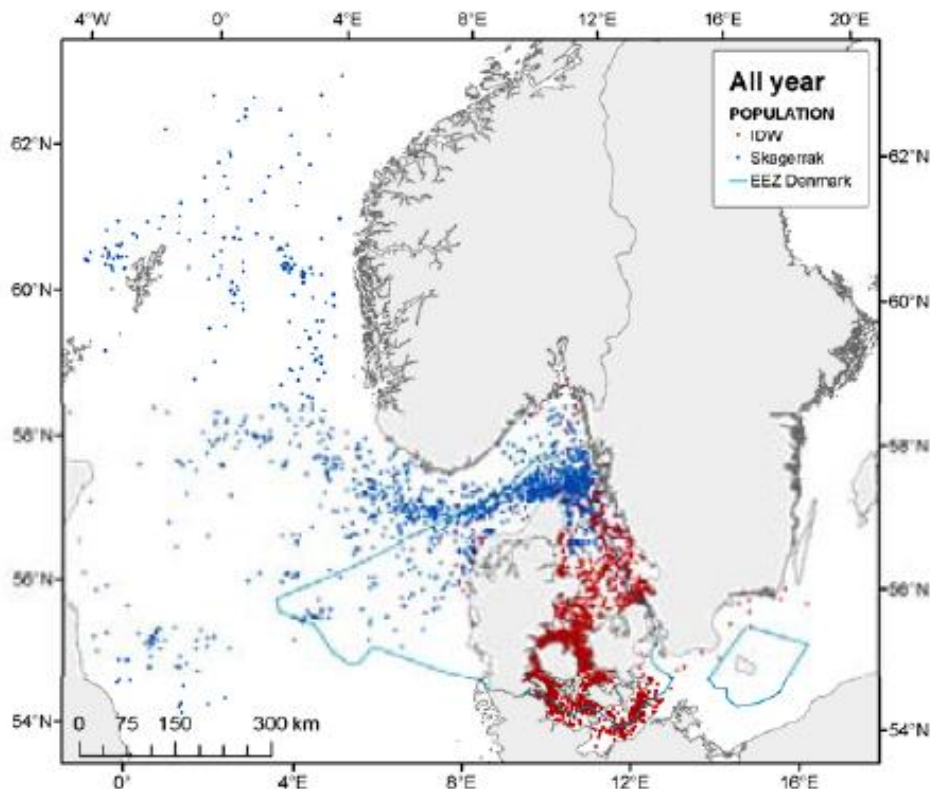 4°W 0° 4°E 8°E 12°E 16°E 20°E
All year
POPULATION
IDW
Skagerrak
EEZ Denmark
62°N 62°N
60°N 60°N
58°N 58°N
56°N 56°N
54°N 54°N
0 75 150 300 km
0° 4°E 8°E 12°E 16°E